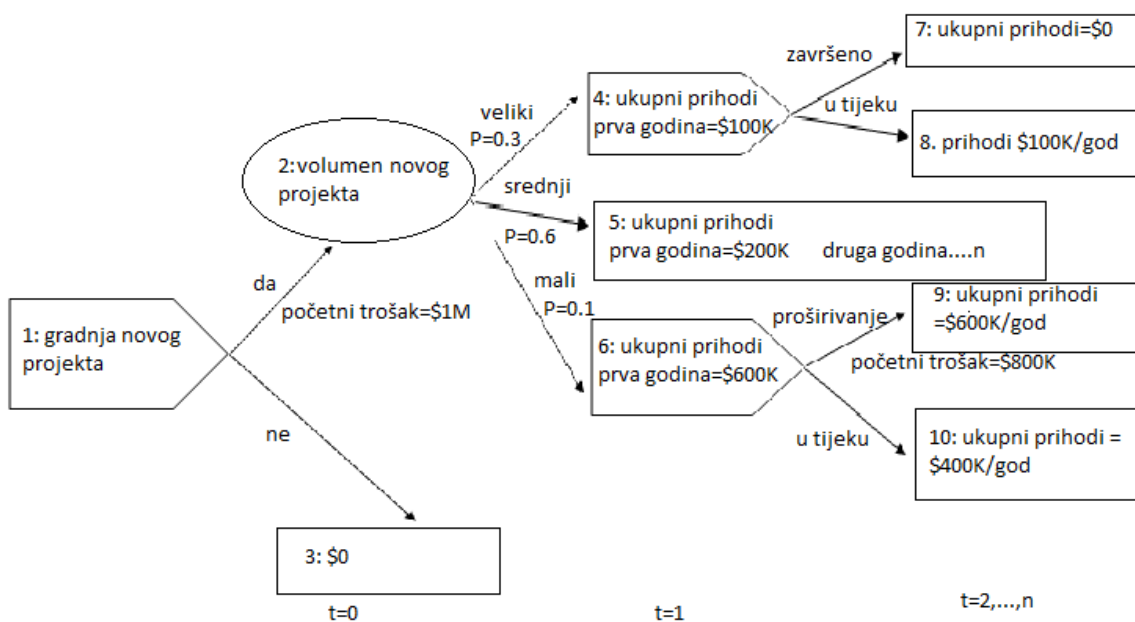 7: ukupni prihodi=$0
završeno
veliki
P=0.3
4: ukupni prihodi
prva godina=$100K
u tijeku
8. prihodi $100K/god
2:volumen novog
projekta
srednji
P=0.6
5: ukupni prihodi
prva godina=$200K druga godina....n
da
početni trošak=$1M
mali
P=0.1
1: gradnja novog
projekta
6: ukupni prihodi
prva godina=$600K
proširivanje
9: ukupni prihodi
=$600K/god
početni trošak=$800K
ne
u tijeku
10: ukupni prihodi =
$400K/god
3: $0
t=0
t=1
t=2,...,n